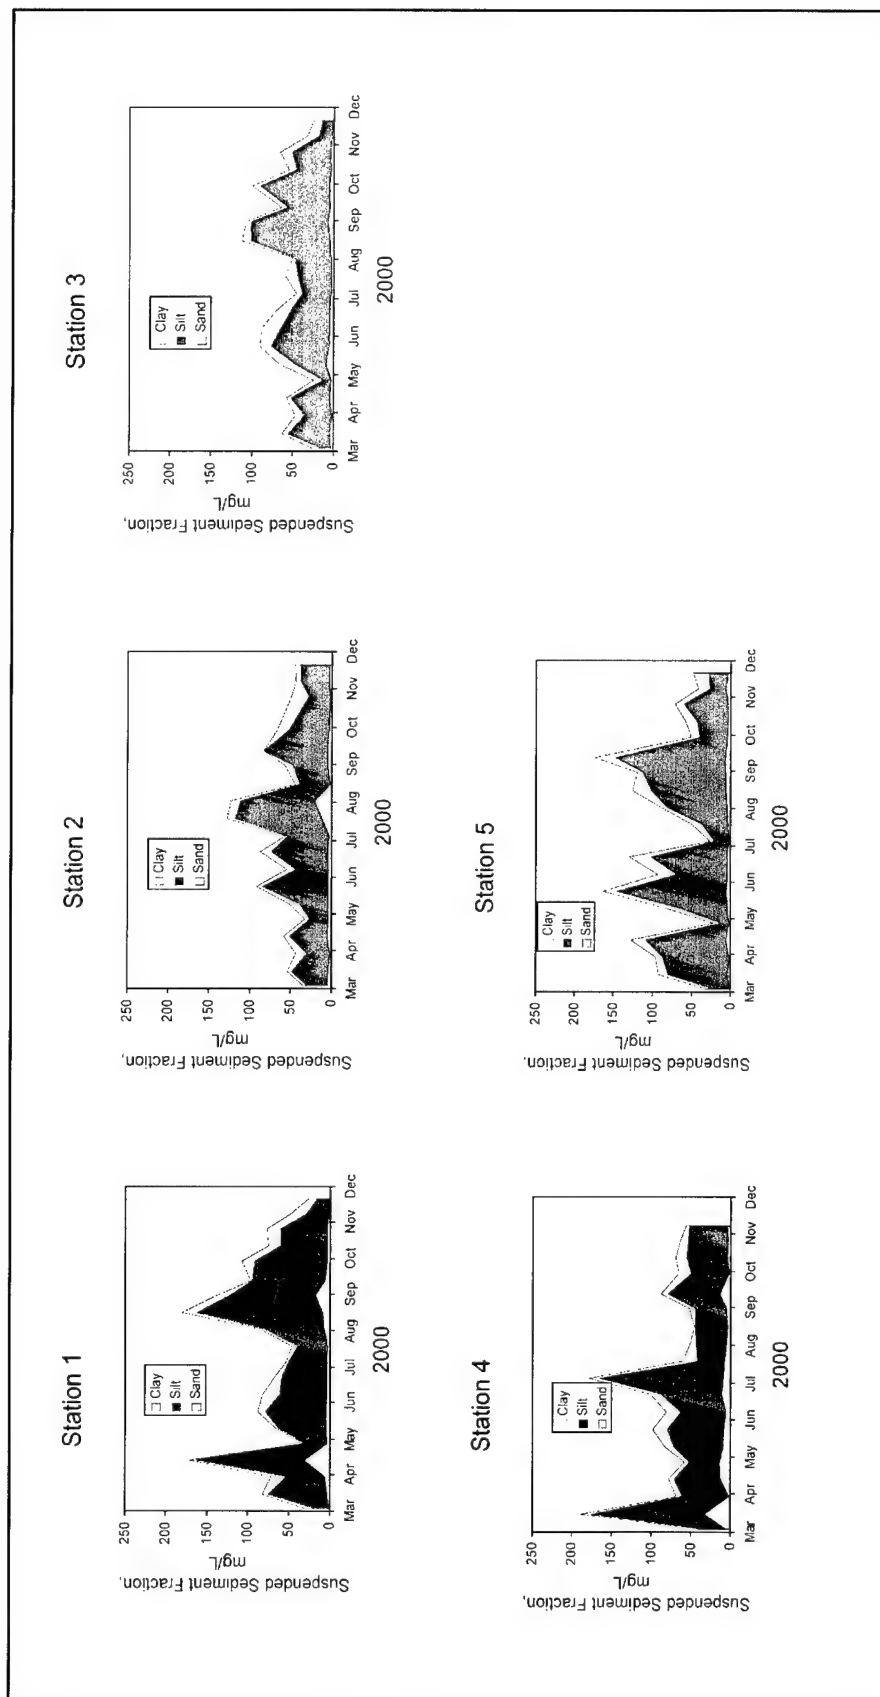 Station 1
Clay
Silt
Sand
250
200
150
100
50
0
Suspended Sediment Fraction,
mg/L
Mar Apr May Jun Jul Aug Sep Oct Nov Dec
2000
Station 2
Clay
Silt
Sand
250
200
150
100
50
0
Suspended Sediment Fraction,
mg/L
Mar Apr May Jun Jul Aug Sep Oct Nov Dec
2000
Station 3
Clay
Silt
Sand
250
200
150
100
50
0
Suspended Sediment Fraction,
mg/L
Mar Apr May Jun Jul Aug Sep Oct Nov Dec
2000
Station 4
Clay
Silt
Sand
250
200
150
100
50
0
Suspended Sediment Fraction,
mg/L
Mar Apr May Jun Jul Aug Sep Oct Nov Dec
2000
Station 5
Clay
Silt
Sand
250
200
150
100
50
0
Suspended Sediment Fraction.
mg/L
Mar Apr May Jun Jul Aug Sep Oct Nov Dec
2000